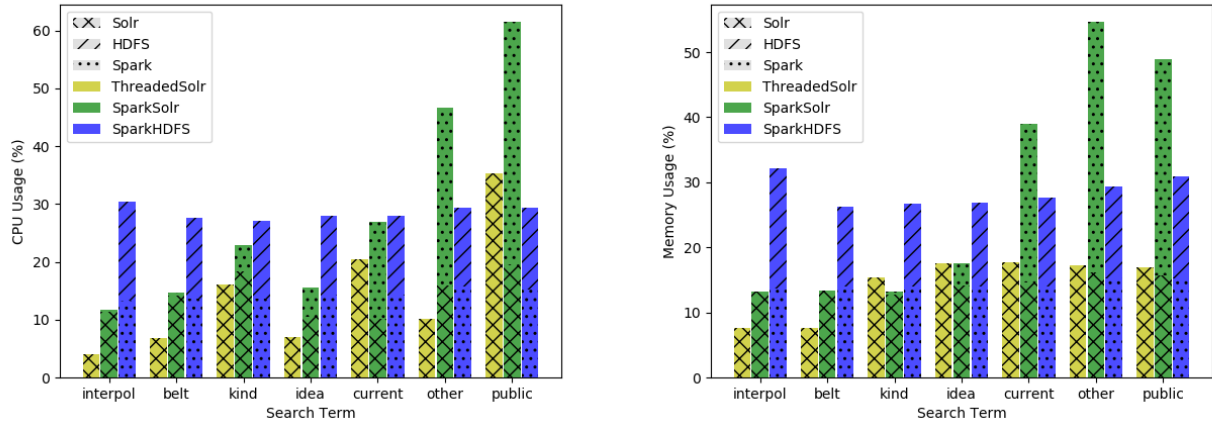 CPU Usage (%)
60
50
40
30
20
10
0
Solr
HDFS
Spark
ThreadedSolr
SparkSolr
SparkHDFS
interpol belt kind idea current other public
Search Term
Memory Usage (%)
50
40
30
20
10
0
Solr
HDFS
Spark
ThreadedSolr
SparkSolr
SparkHDFS
interpol belt kind idea current other public
Search Term